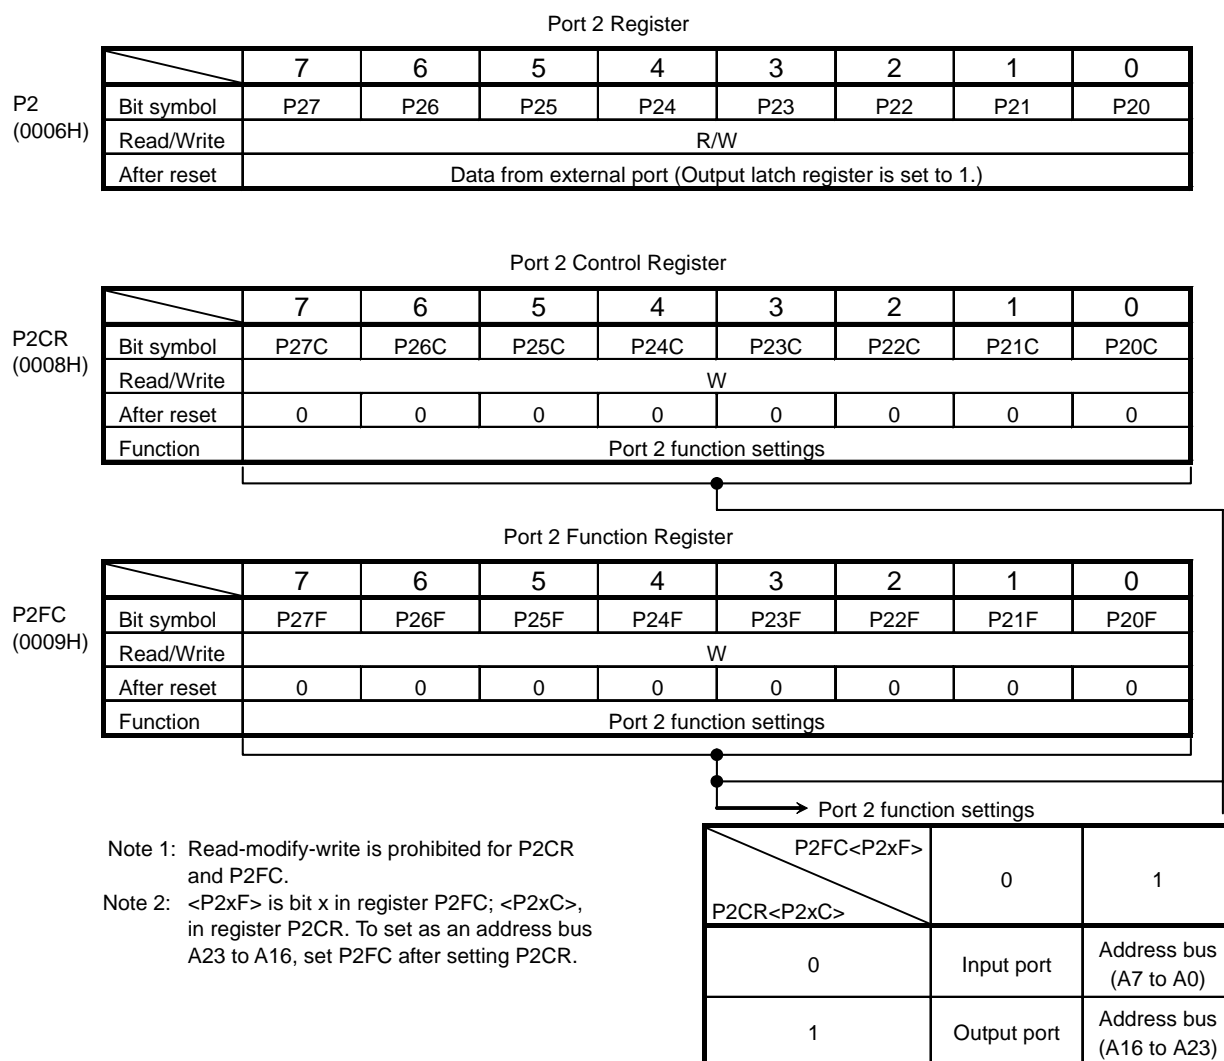 Port 2 Register
7 6 5 4 3 2 1 0
P2
(0006H)
Bit symbol P27 P26 P25 P24 P23 P22 P21 P20
Read/Write R/W
After reset Data from external port (Output latch register is set to 1.)
Port 2 Control Register
7 6 5 4 3 2 1 0
P2CR
(0008H)
Bit symbol P27C P26C P25C P24C P23C P22C P21C P20C
Read/Write W
After reset 0 0 0 0 0 0 0 0
Function Port 2 function settings
Port 2 Function Register
7 6 5 4 3 2 1 0
P2FC
(0009H)
Bit symbol P27F P26F P25F P24F P23F P22F P21F P20F
Read/Write W
After reset 0 0 0 0 0 0 0 0
Function Port 2 function settings
Port 2 function settings
P2FC<P2xF>
P2CR<P2xC>
0 1
0 Input port Address bus
(A7 to A0)
1 Output port Address bus
(A16 to A23)
Note 1: Read-modify-write is prohibited for P2CR
and P2FC.
Note 2: <P2xF> is bit x in register P2FC; <P2xC>,
in register P2CR. To set as an address bus
A23 to A16, set P2FC after setting P2CR.